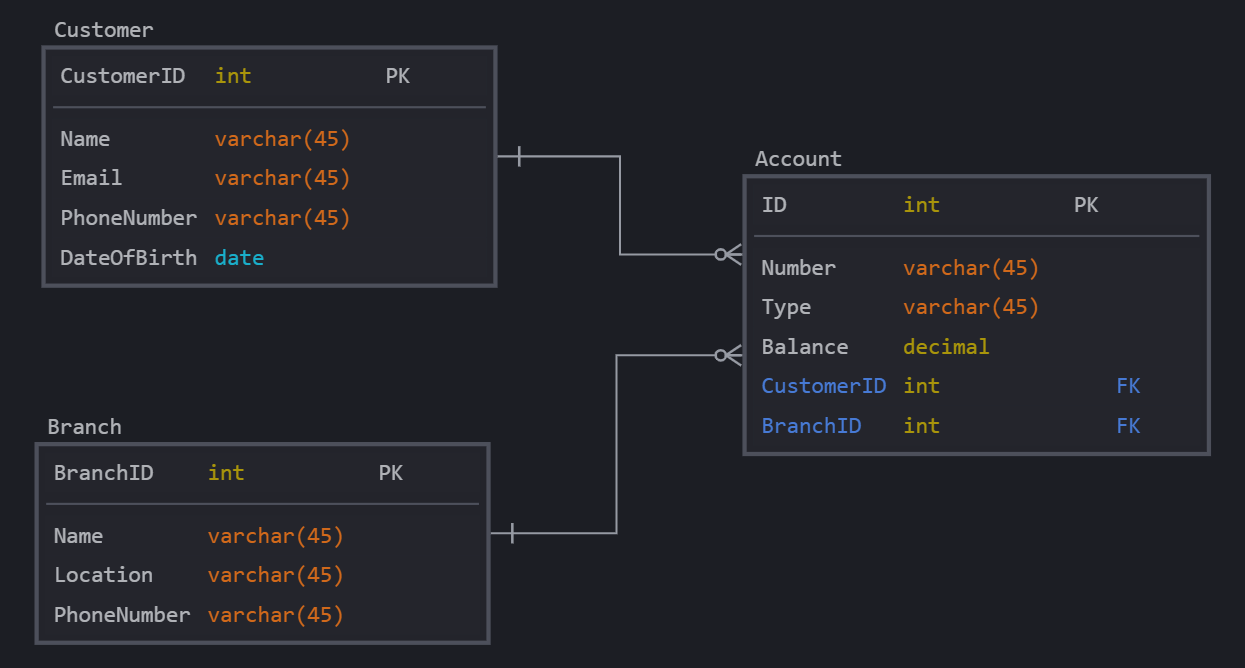 Customer
CustomerID int PK
Name varchar(45)
Email varchar(45)
PhoneNumber varchar(45)
DateOfBirth date
Account
ID int PK
Number varchar(45)
Type varchar(45)
Balance decimal
CustomerID int FK
BranchID int FK
Branch
BranchID int PK
Name varchar(45)
Location varchar(45)
PhoneNumber varchar(45)